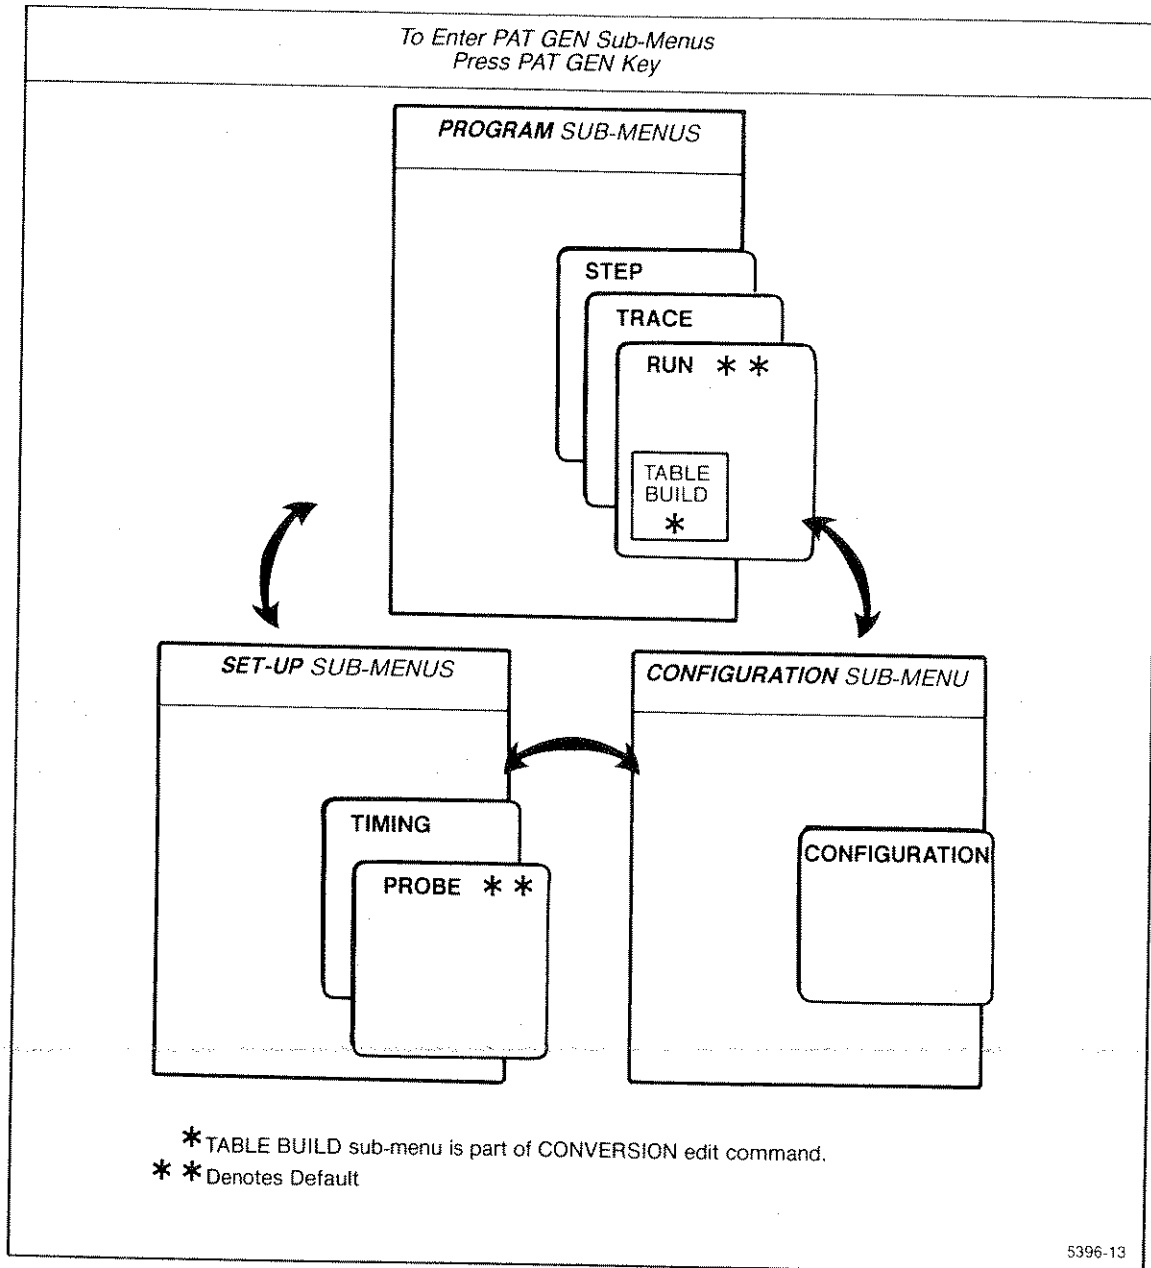 To Enter PAT GEN Sub-Menus
Press PAT GEN Key
PROGRAM SUB-MENUS
STEP
TRACE
RUN * *
TABLE
BUILD
*
SET-UP SUB-MENUS
TIMING
PROBE * *
CONFIGURATION SUB-MENU
CONFIGURATION
* TABLE BUILD sub-menu is part of CONVERSION edit command.
* * Denotes Default
5396-13